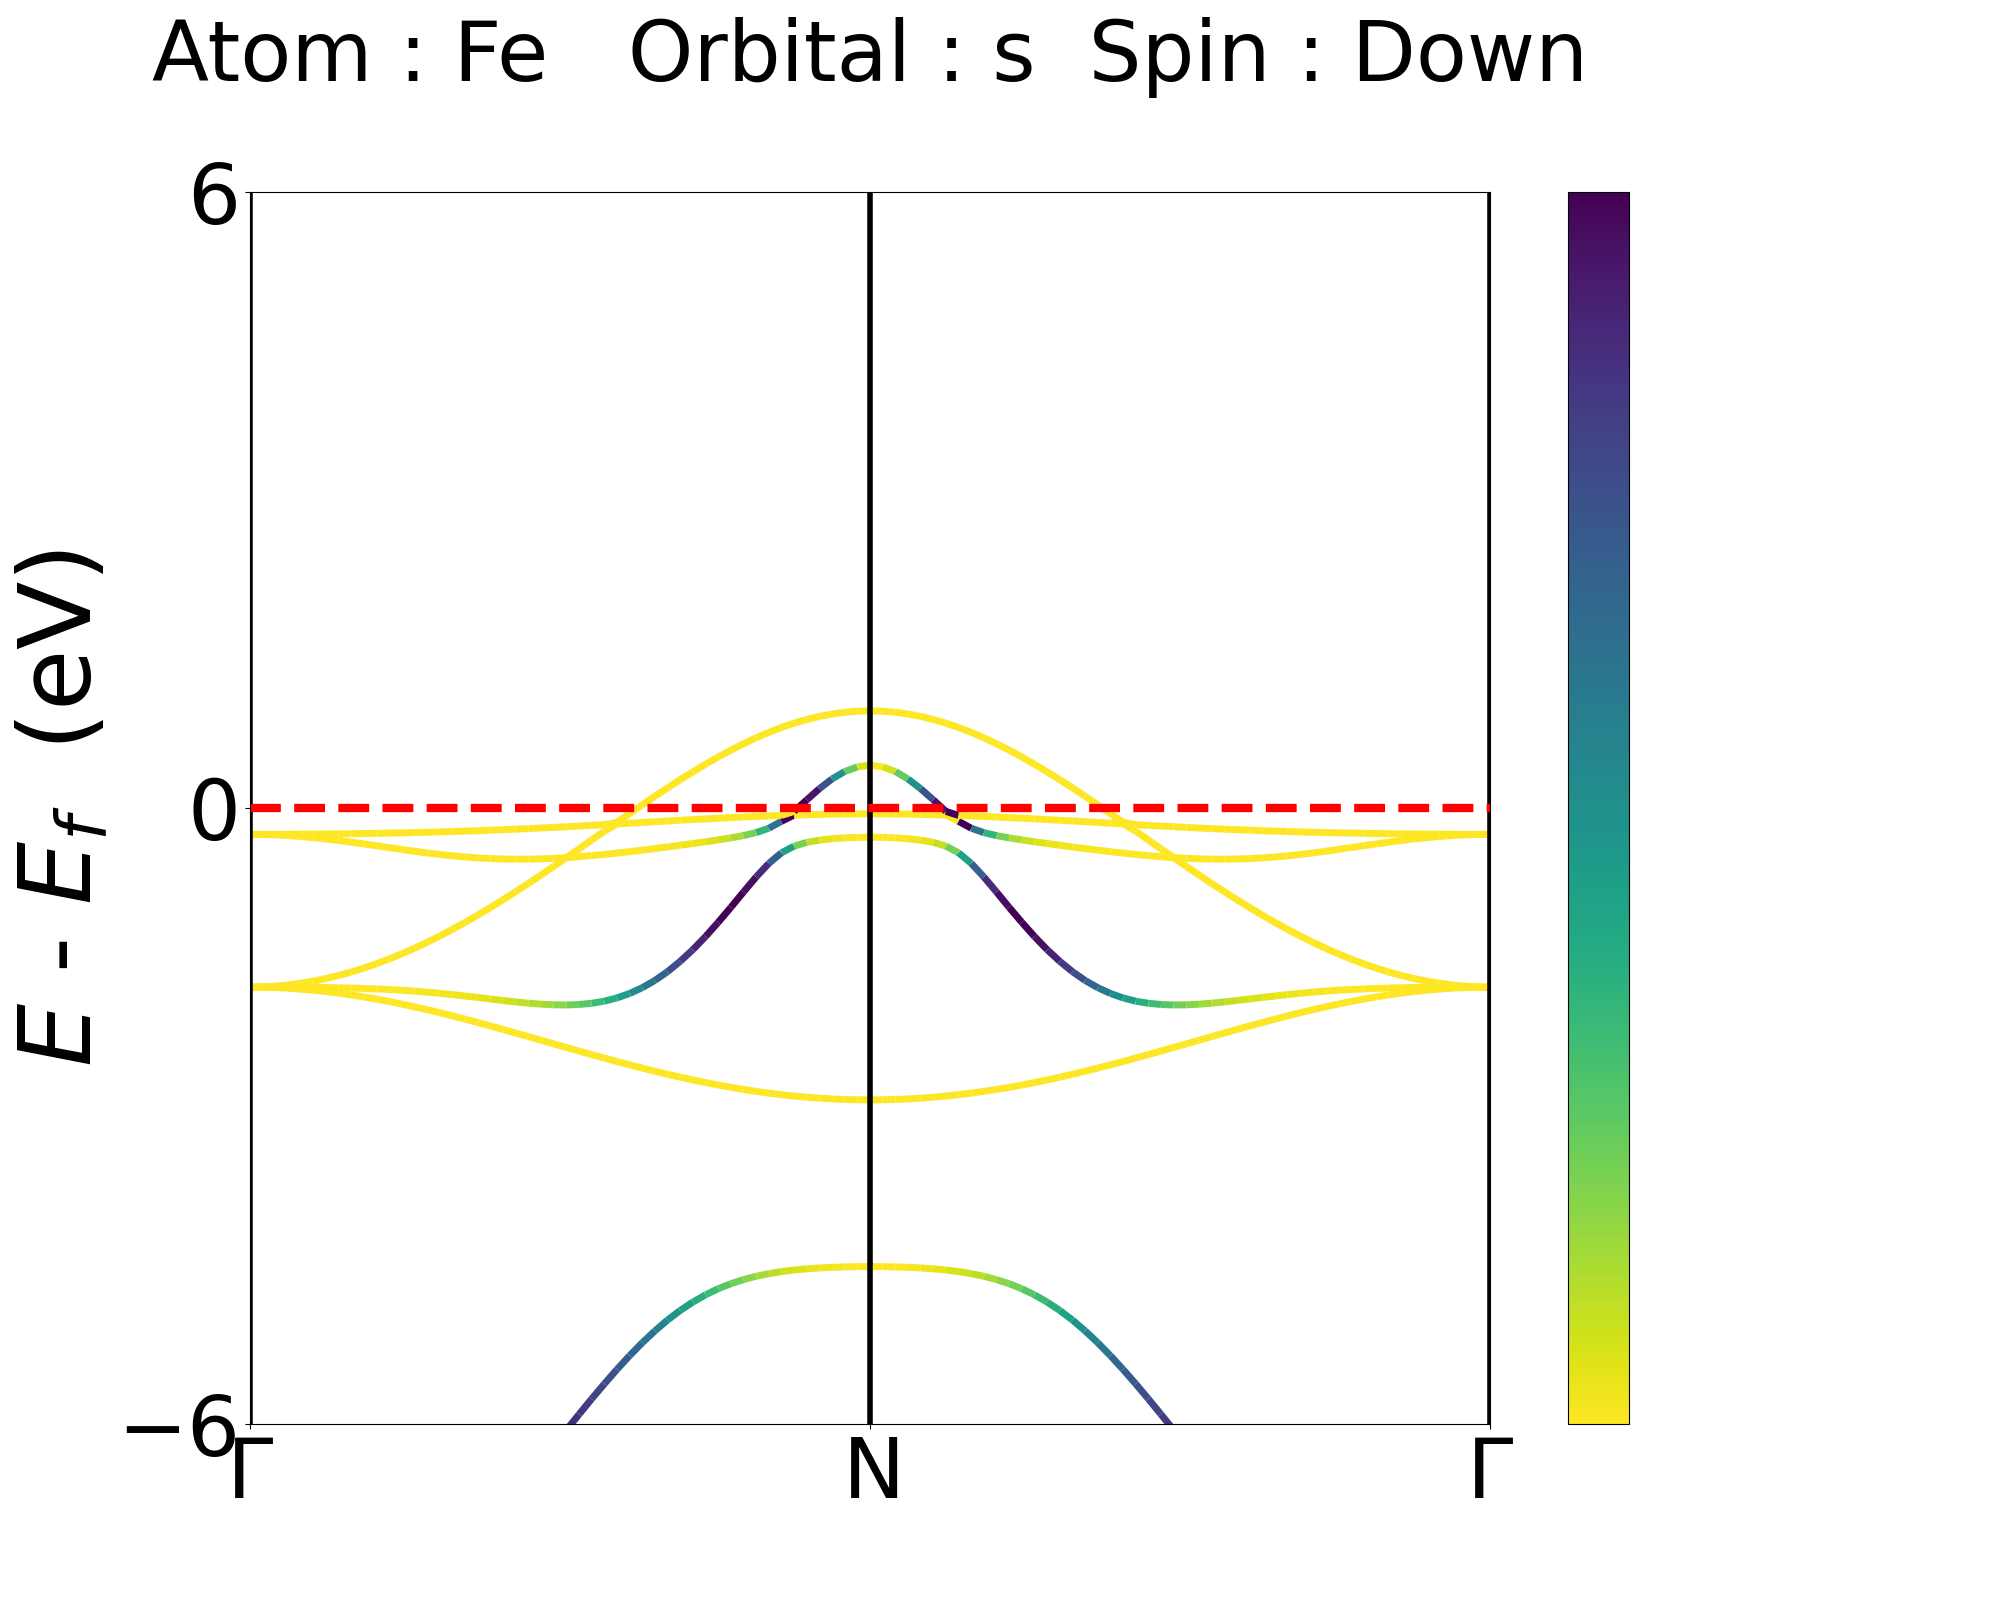 Atom : Fe Orbital : s Spin : Down
6
0
−6
E - E_f (eV)
Γ N Γ